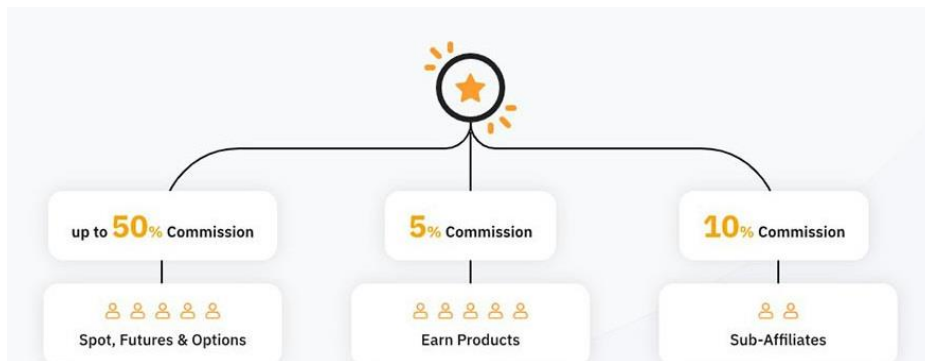 up to 50% Commission
5% Commission
10% Commission
Spot, Futures & Options
Earn Products
Sub-Affiliates